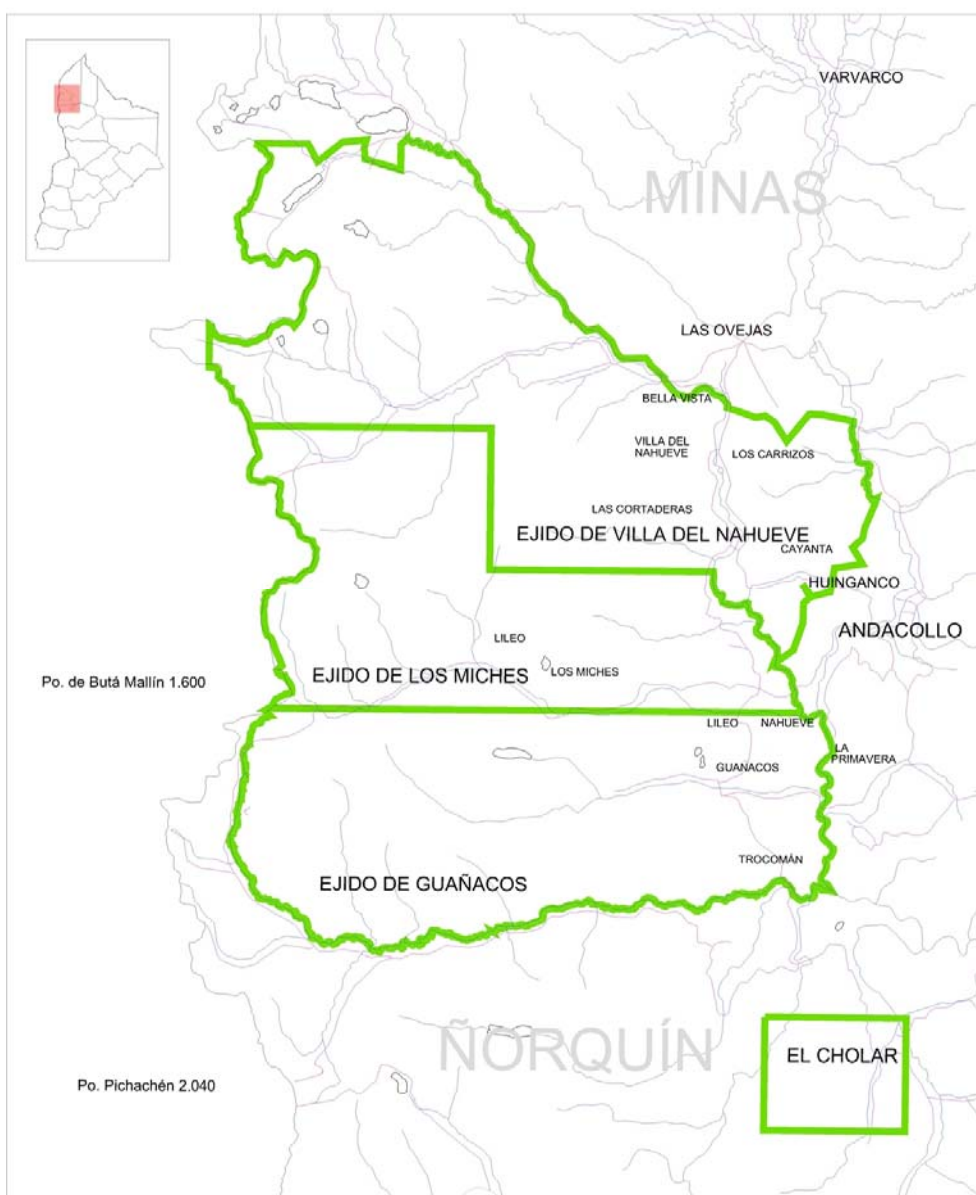 VARVARCO
MINAS
LAS OVEJAS
BELLA VISTA
VILLA DEL
NAHUEVE
LOS CARRIZOS
LAS CORTADERAS
EJIDO DE VILLA DEL NAHUEVE
CAYANTA
HUINGANCO
ANDACOLLO
LILEO
EJIDO DE LOS MICHES
LOS MICHES
Po. de Butá Mallín 1.600
LILEO
NAHUEVE
LA
PRIMAVERA
GUAÑACOS
TROCOMÁN
EJIDO DE GUAÑACOS
ÑORQUÍN
EL CHOLAR
Po. Pichachén 2.040